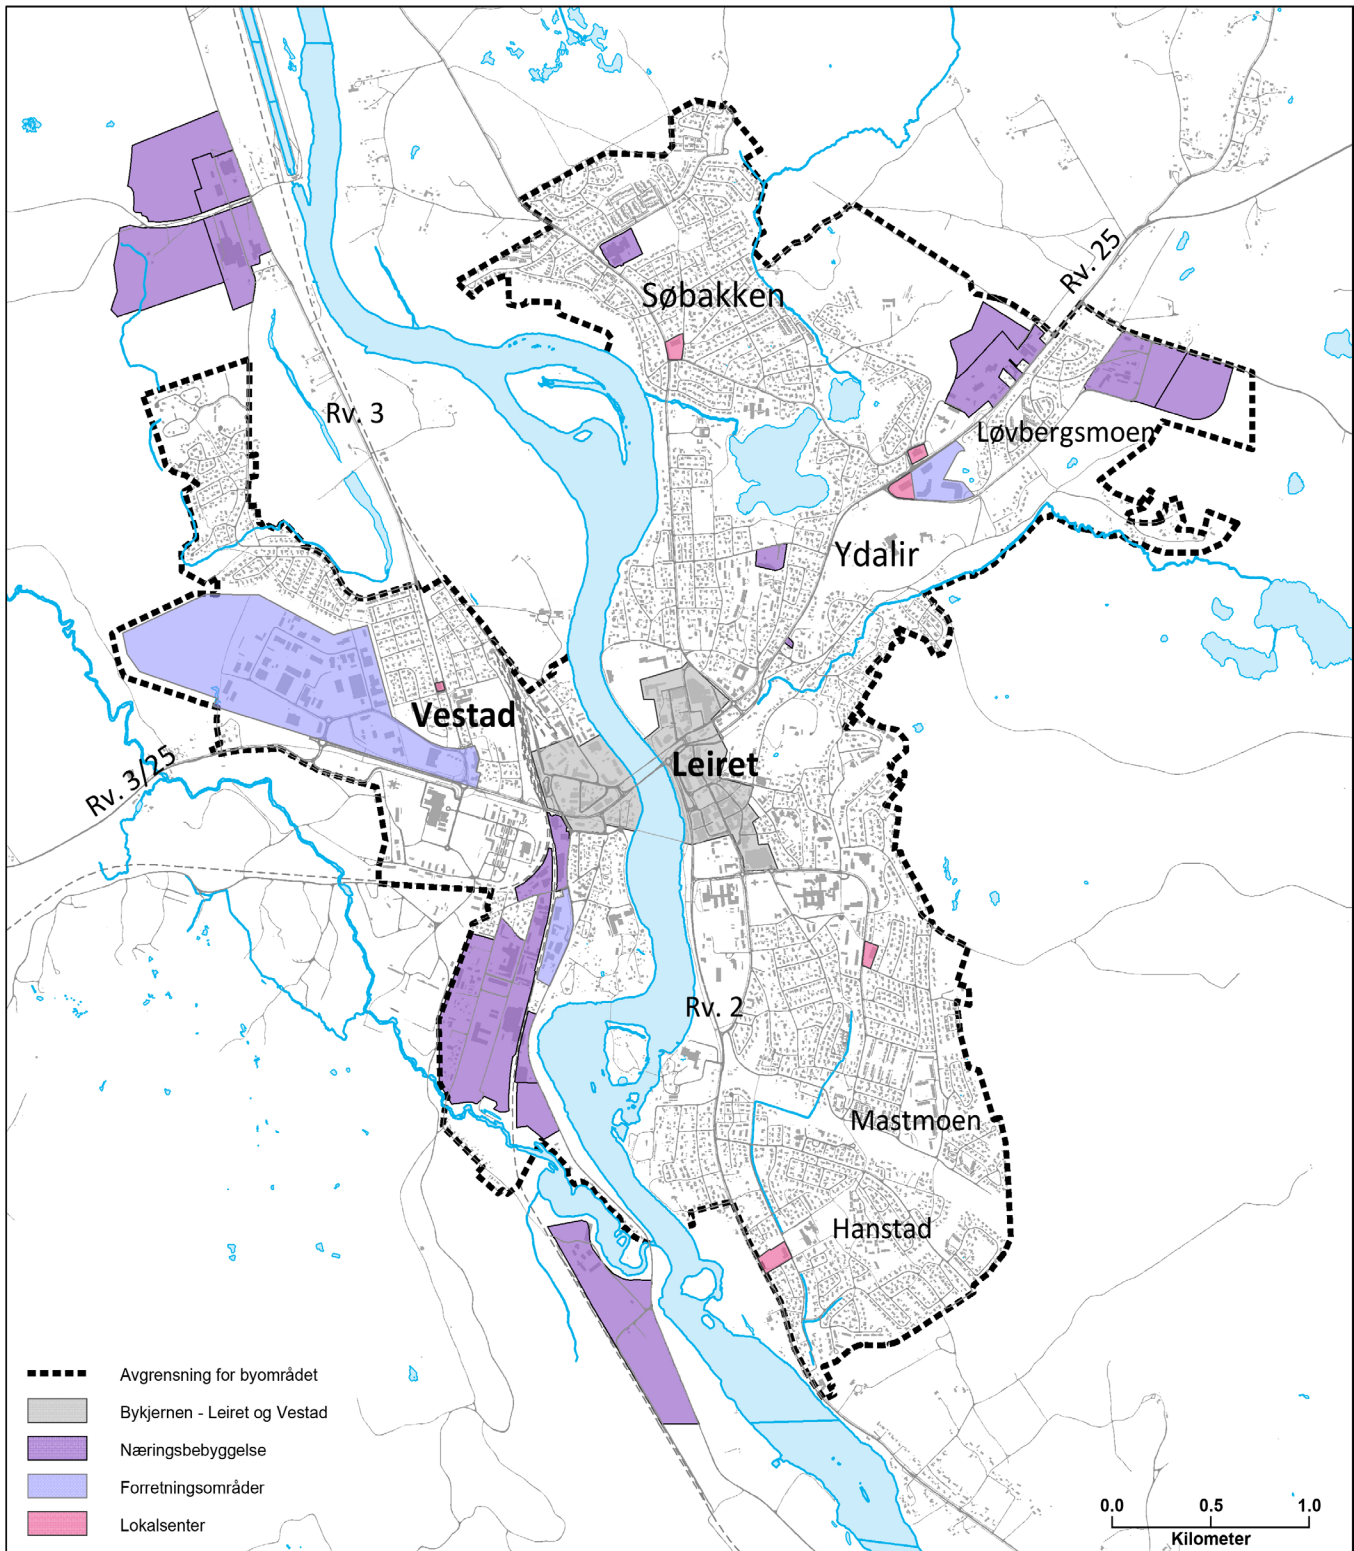 Rv. 25
Søbakken
Rv. 3
Løvbergsmoen
Ydalir
Vestad
Leiret
Rv. 3/25
Rv. 2
Mastmoen
Hanstad
Avgrensning for byområdet
Bykjernen - Leiret og Vestad
Næringsbebyggelse
Forretningsområder
Lokalsenter
0.0 0.5 1.0
Kilometer